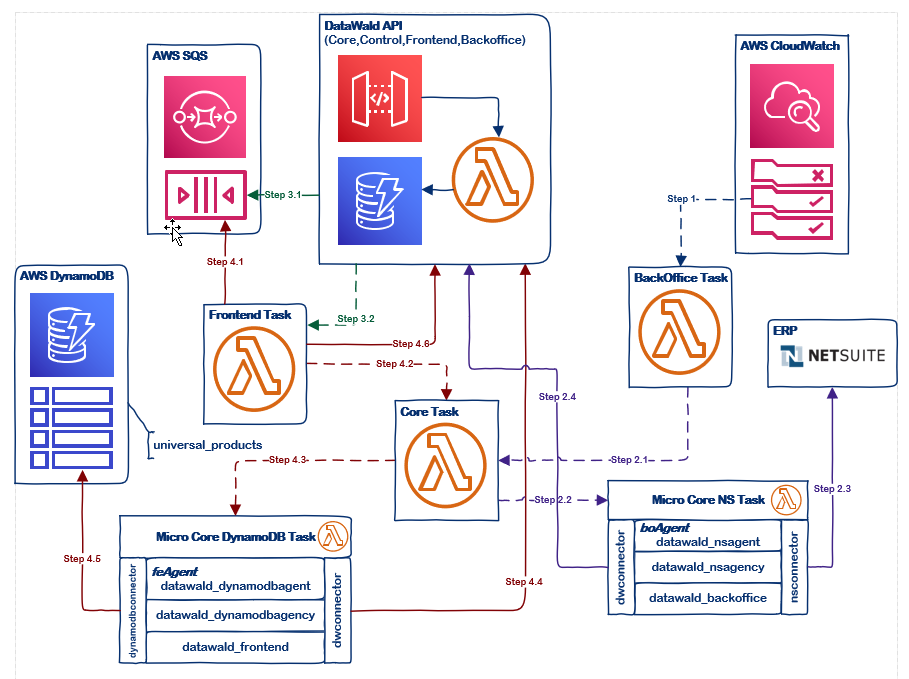 DataWald API
(Core,Control,Frontend,Backoffice)
AWS SQS
AWS CloudWatch
Step 3.1
Step 1
Step 4.1
AWS DynamoDB
BackOffice Task
Frontend Task
Step 3.2
ERP
NETSUITE
Step 4.6
Step 4.2
Step 2.4
Core Task
universal_products
Step 4.3
Step 2.1
Step 2.3
Step 2.2
Micro Core NS Task
boAgent
datawald_nsagent
datawald_nsagency
datawald_backoffice
dwconnector
nsconnector
Micro Core DynamoDB Task
Step 4.5
Step 4.4
feAgent
datawald_dynamodbagent
datawald_dynamodbagency
datawald_frontend
dynamodbconnector
dwconnector